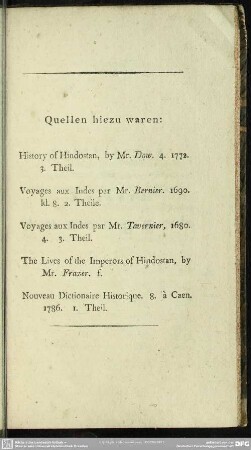 Quellen hiezu waren:
History of Hindostan, by Mr. Dow. 4. 1772.
3. Theil.
Voyages aux Indes par Mr. Bernier. 1690.
kl. 8. 2. Theile.
Voyages aux Indes par Mr. Tavernier, 1680.
4. 3. Theil.
The Lives of the Imperors of Hindostan, by
Mr. Frazer. f.
Nouveau Dictionaire Historique. 8. à Caen.
1786. 1. Theil.